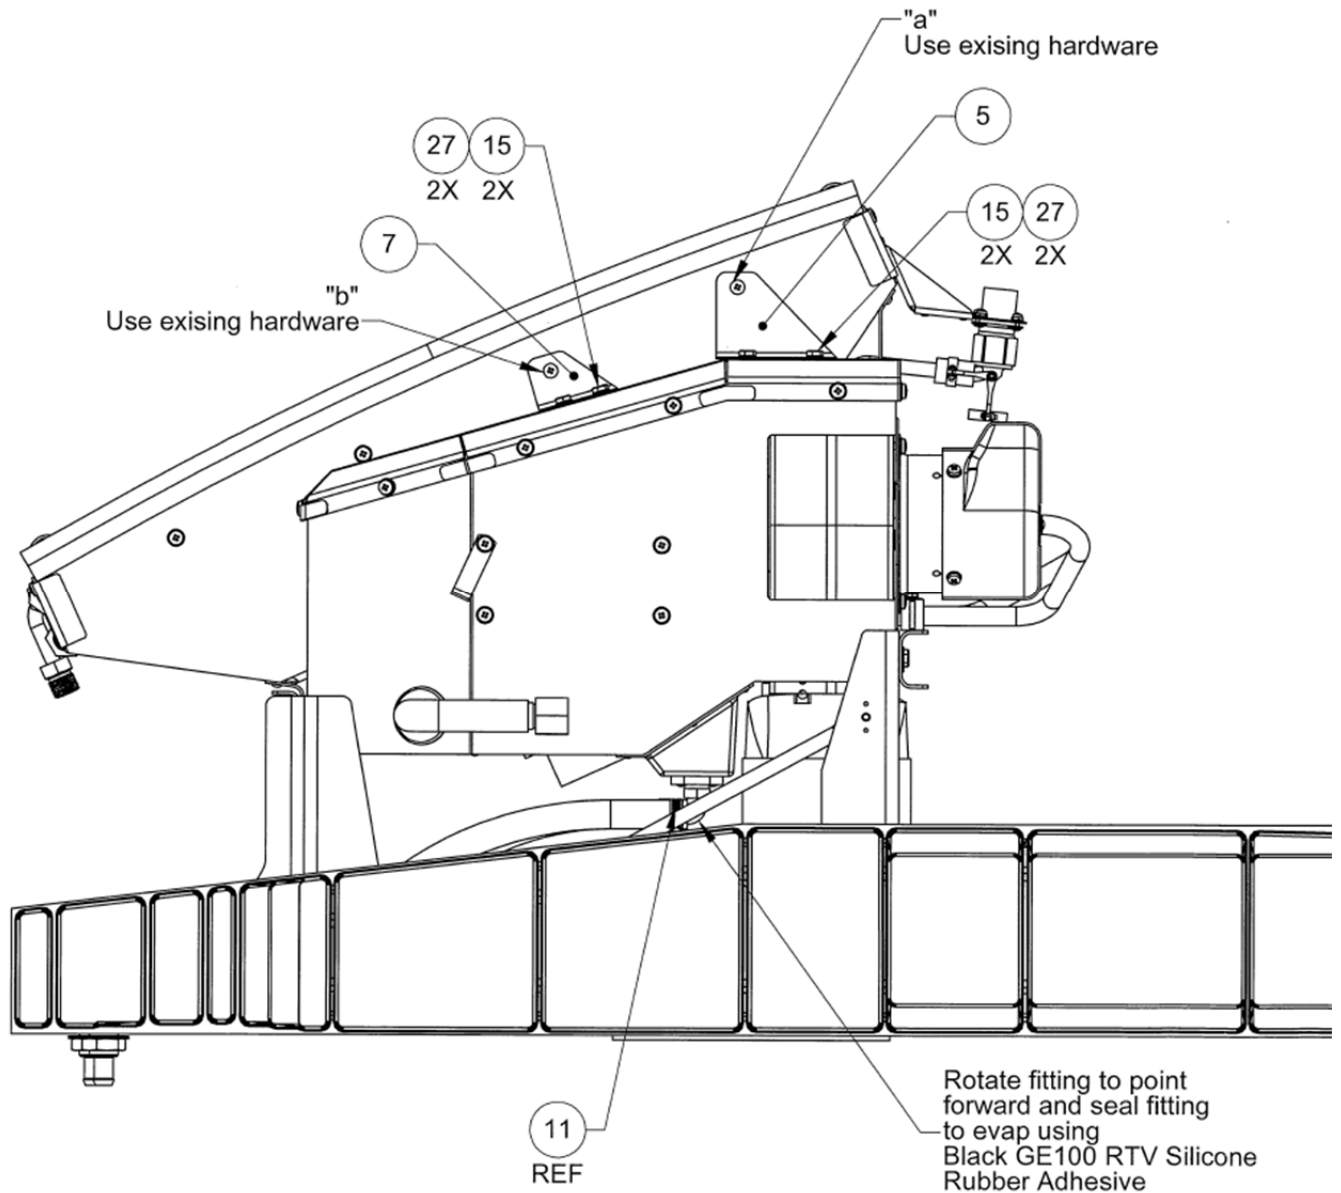 "a"
Use exising hardware
5
27 15
2X 2X
15 27
2X 2X
7
"b"
Use exising hardware
11
REF
Rotate fitting to point
forward and seal fitting
to evap using
Black GE100 RTV Silicone
Rubber Adhesive